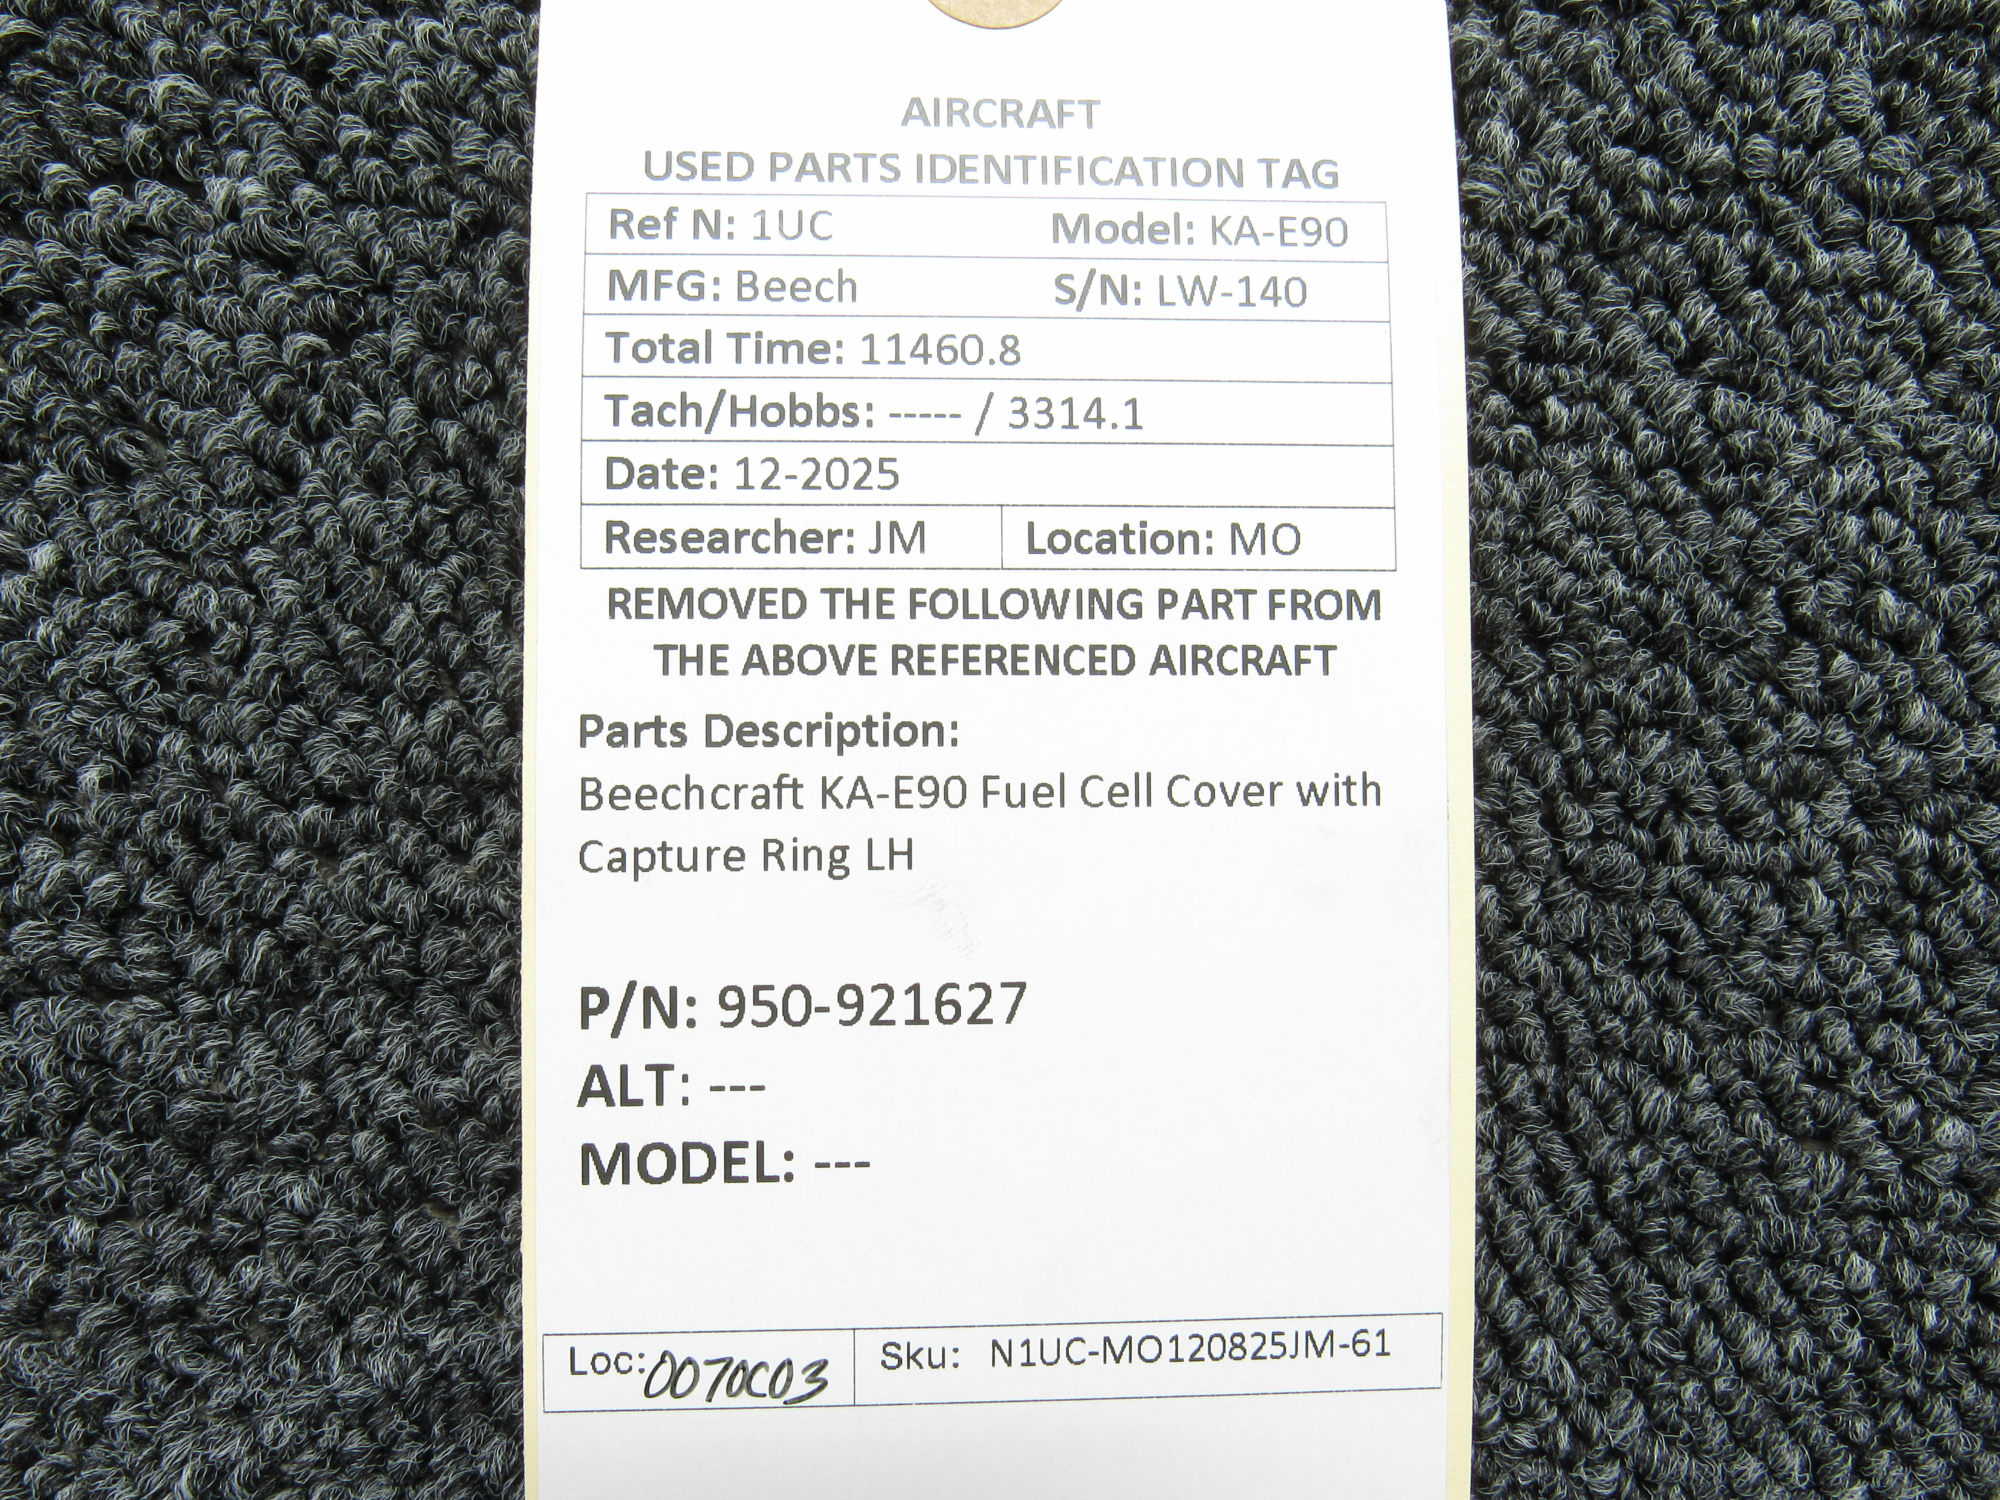 AIRCRAFT
USED PARTS IDENTIFICATION TAG
Ref N: 1UC Model: KA-E90
MFG: Beech S/N: LW-140
Total Time: 11460.8
Tach/Hobbs: ----- / 3314.1
Date: 12-2025
Researcher: JM Location: MO
REMOVED THE FOLLOWING PART FROM
THE ABOVE REFERENCED AIRCRAFT
Parts Description:
Beechcraft KA-E90 Fuel Cell Cover with
Capture Ring LH
P/N: 950-921627
ALT: ---
MODEL: ---
Loc: 0070C03 Sku: N1UC-MO120825JM-61